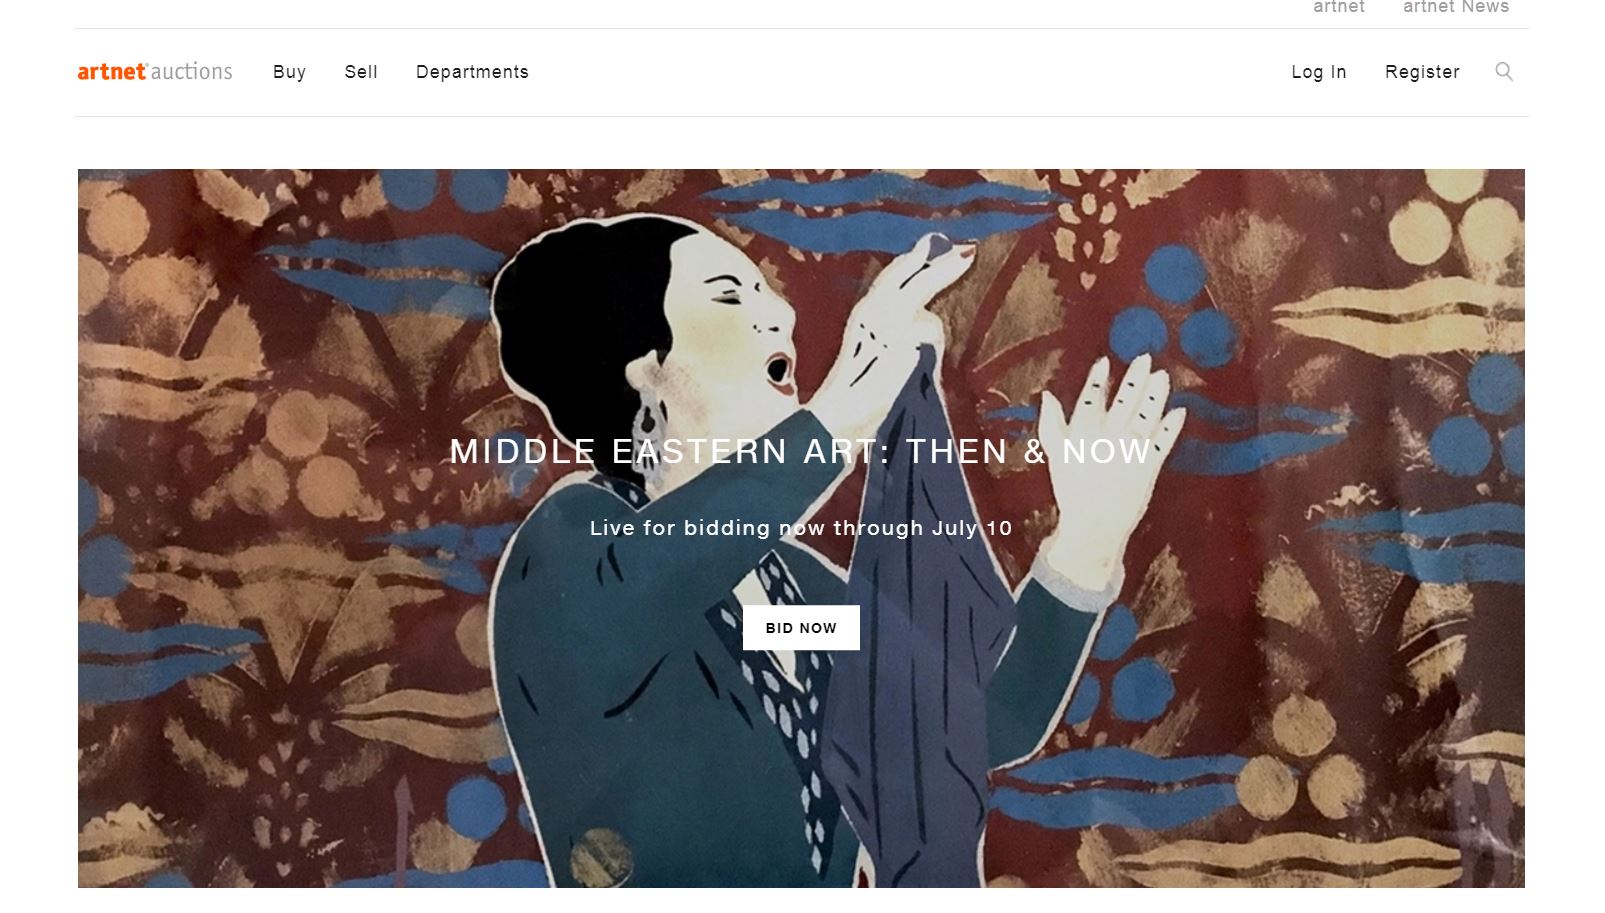 artnet artnet News
artnet auctions Buy Sell Departments Log In Register
MIDDLE EASTERN ART: THEN & NOW
Live for bidding now through July 10
BID NOW